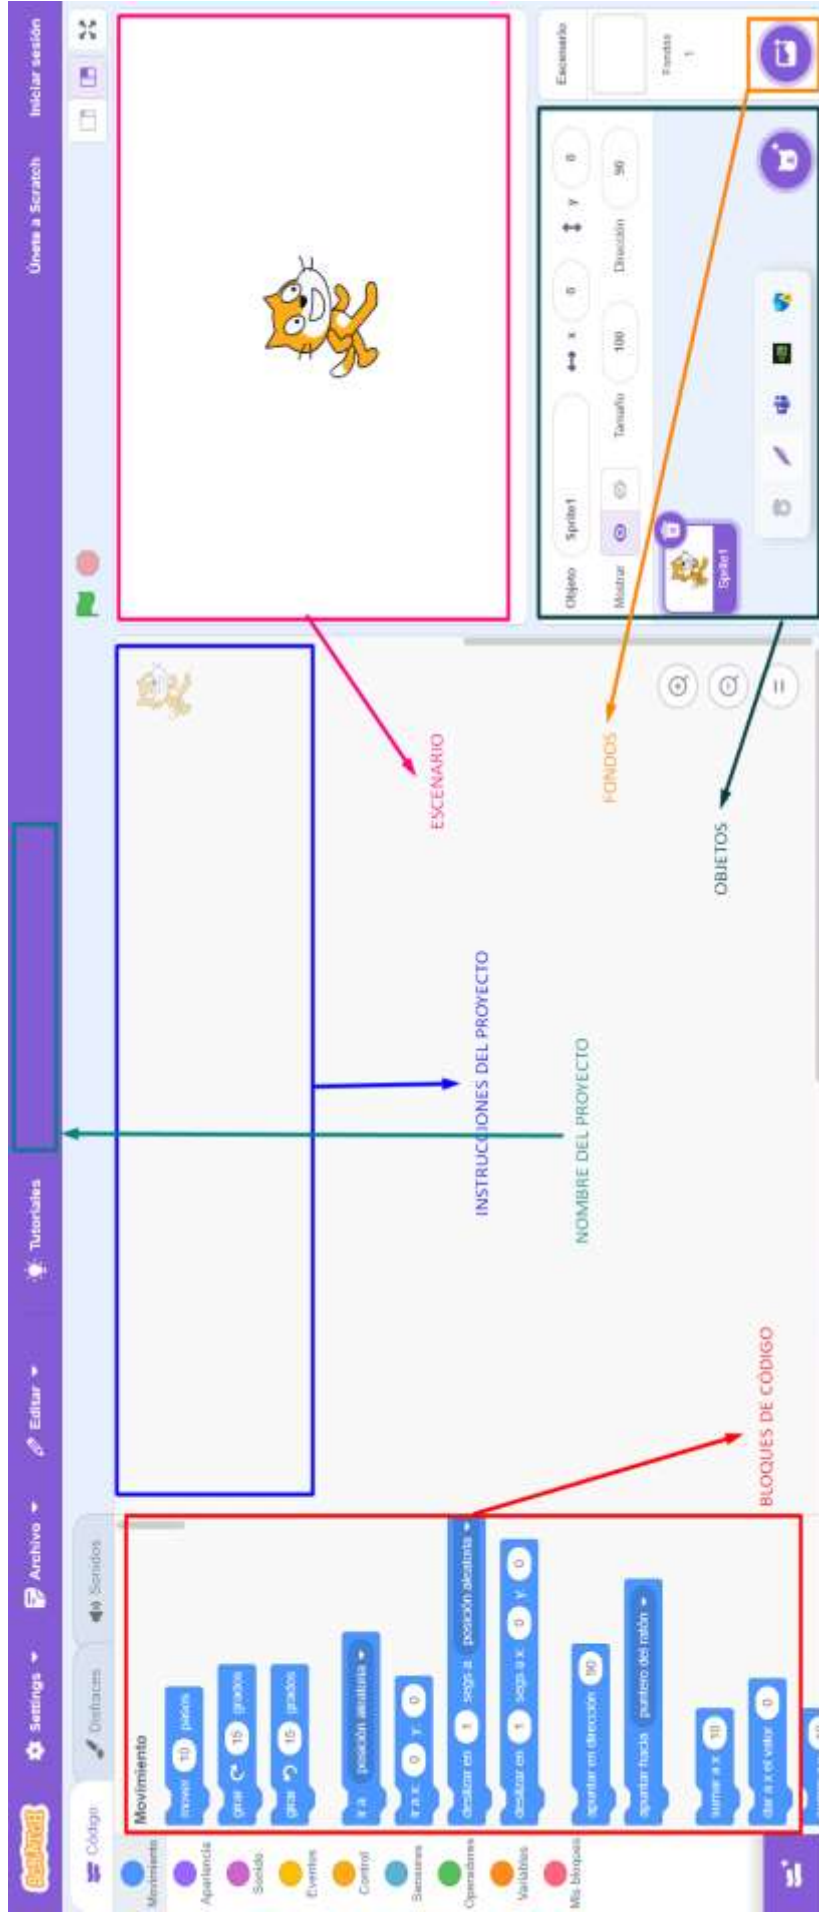 SCRATCH
Settings
Archivo
Editar
Tutoriales
Únete a Scratch
Iniciar sesión
Código
Disfraces
Sonidos
Movimiento
Apariencia
Sonido
Eventos
Control
Sensores
Operadores
Variables
Mis bloques
Movimiento
mover 10 pasos
girar 15 grados
girar 15 grados
ir a posición aleatoria
ir a x: 0 y: 0
deslizar en 1 segs a posición aleatoria
deslizar en 1 segs a x: 0 y: 0
apuntar en dirección 90
apuntar hacia puntero del ratón
sumar a x 10
dar a x el valor 0
INSTRUCCIONES DEL PROYECTO
NOMBRE DEL PROYECTO
BLOQUES DE CÓDIGO
ESCENARIO
FONDOS
OBJETOS
Objeto Sprite1 x 0 y 0
Mostrar Tamaño 100 Dirección 90
Sprite1
Escenario
Fondos
1